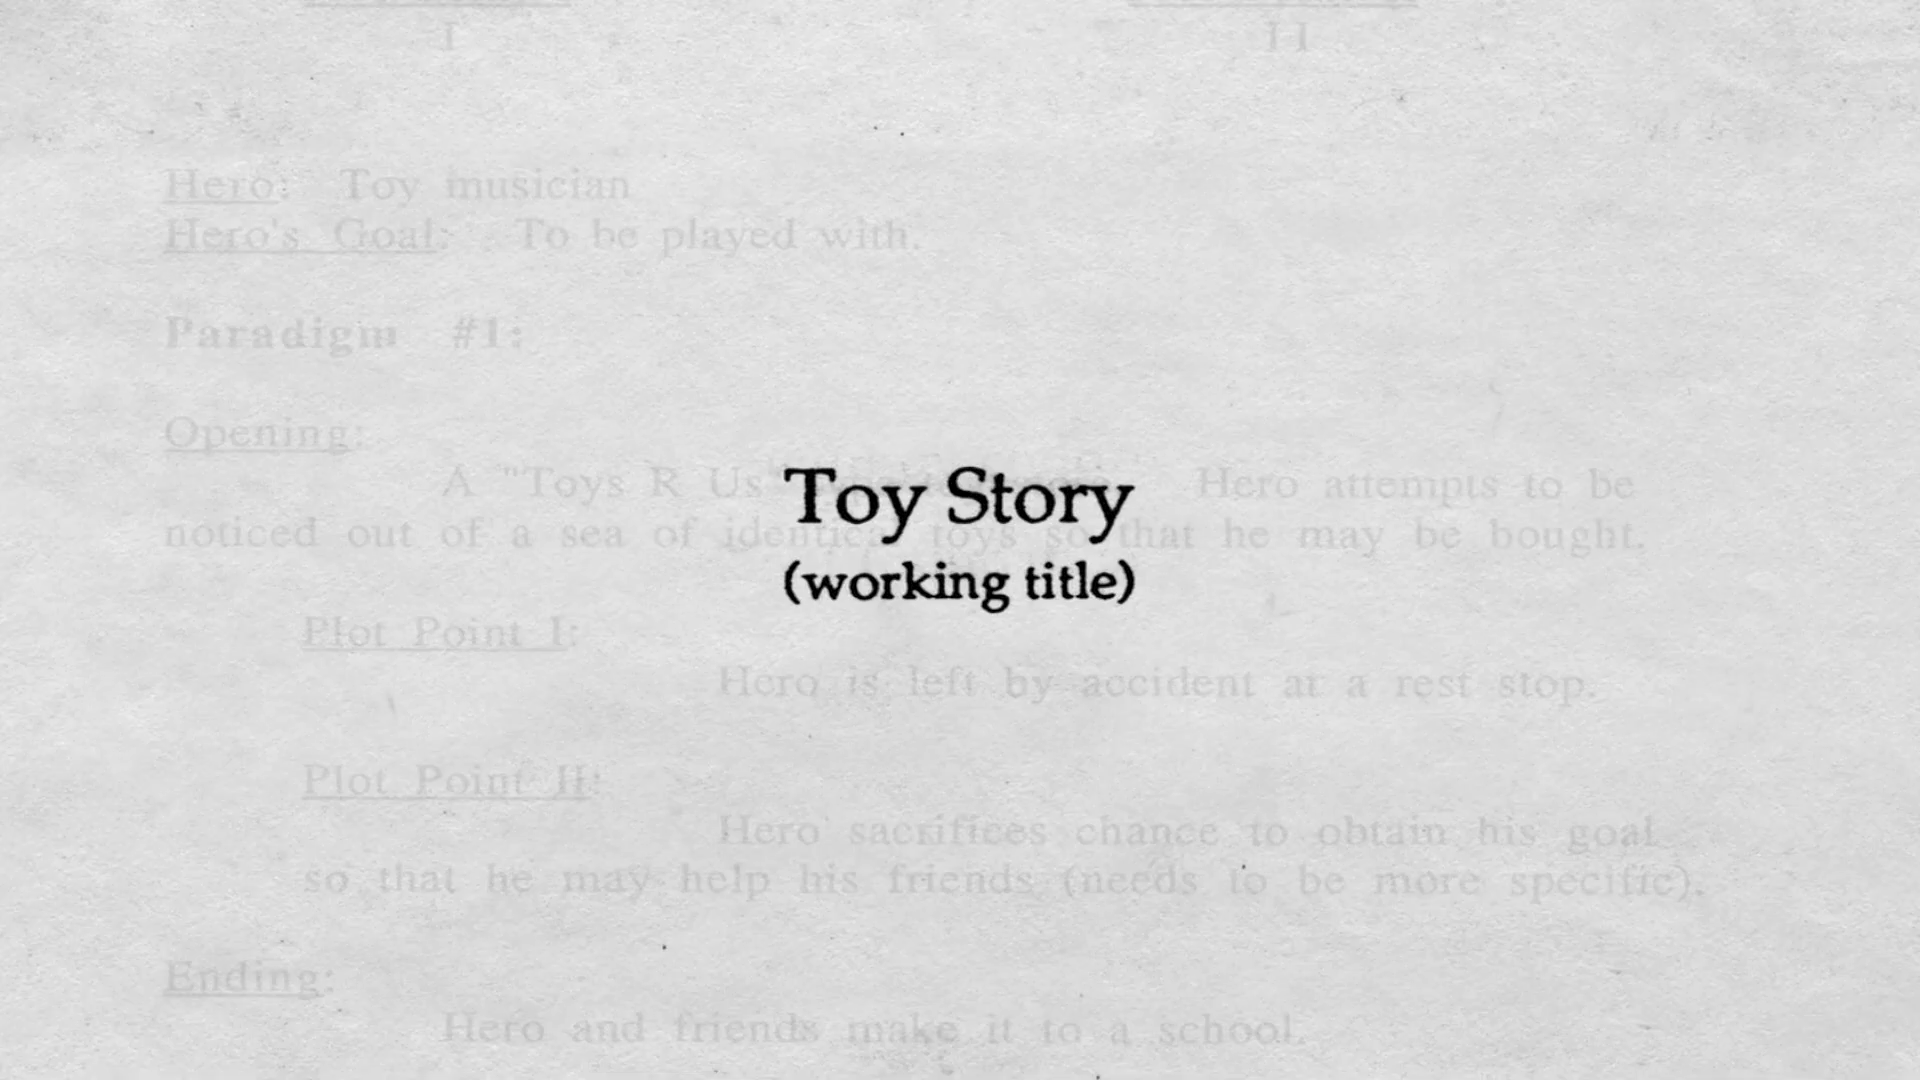 I II
Hero: Toy musician
Hero's Goal: To be played with.
Paradigm #1:
Opening:
A "Toys R Us Hero attempts to be
noticed out of a sea of identical toys so that he may be bought.
Toy Story
(working title)
Plot Point I:
Hero is left by accident at a rest stop.
Plot Point II:
Hero sacrifices chance to obtain his goal
so that he may help his friends (needs to be more specific).
Ending:
Hero and friends make it to a school.